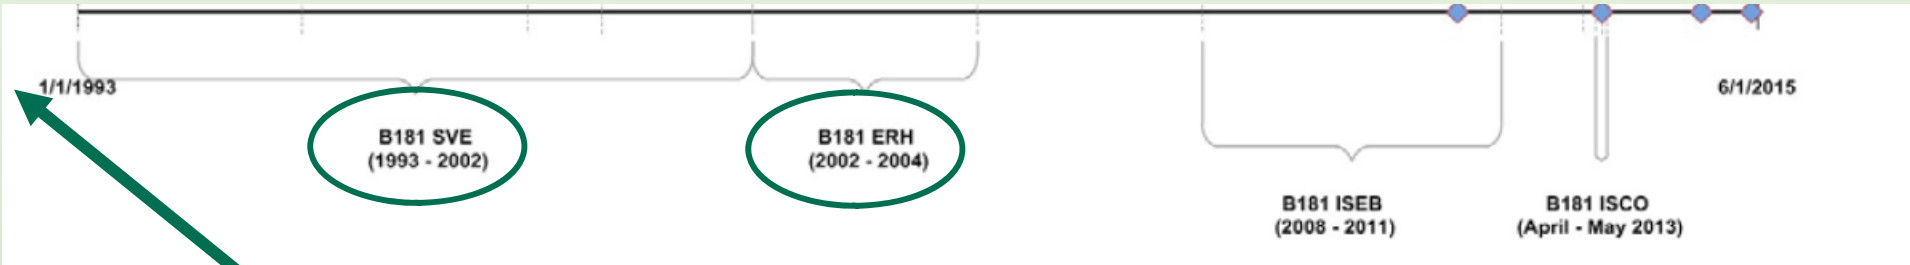 1/1/1993
6/1/2015
B181 SVE
(1993 - 2002)
B181 ERH
(2002 - 2004)
B181 ISEB
(2008 - 2011)
B181 ISCO
(April - May 2013)